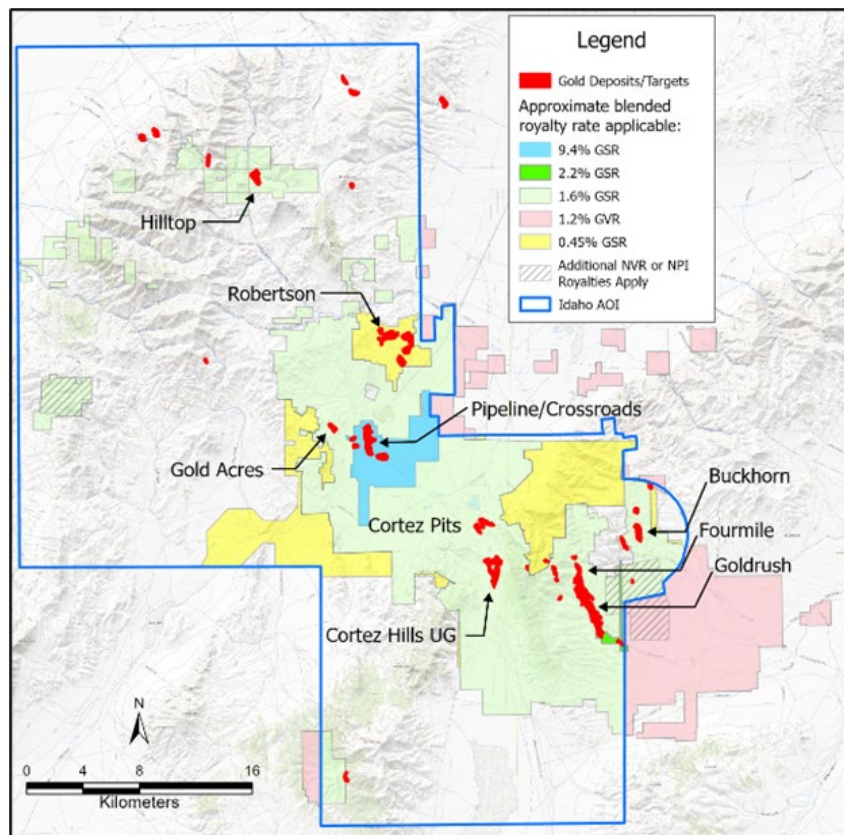 Legend
Gold Deposits/Targets
Approximate blended
royalty rate applicable:
9.4% GSR
2.2% GSR
1.6% GSR
1.2% GVR
0.45% GSR
Additional NVR or NPI
Royalties Apply
Idaho AOI
Hilltop
Robertson
Pipeline/Crossroads
Gold Acres
Buckhorn
Cortez Pits
Fourmile
Goldrush
Cortez Hills UG
N
0 4 8 16
Kilometers